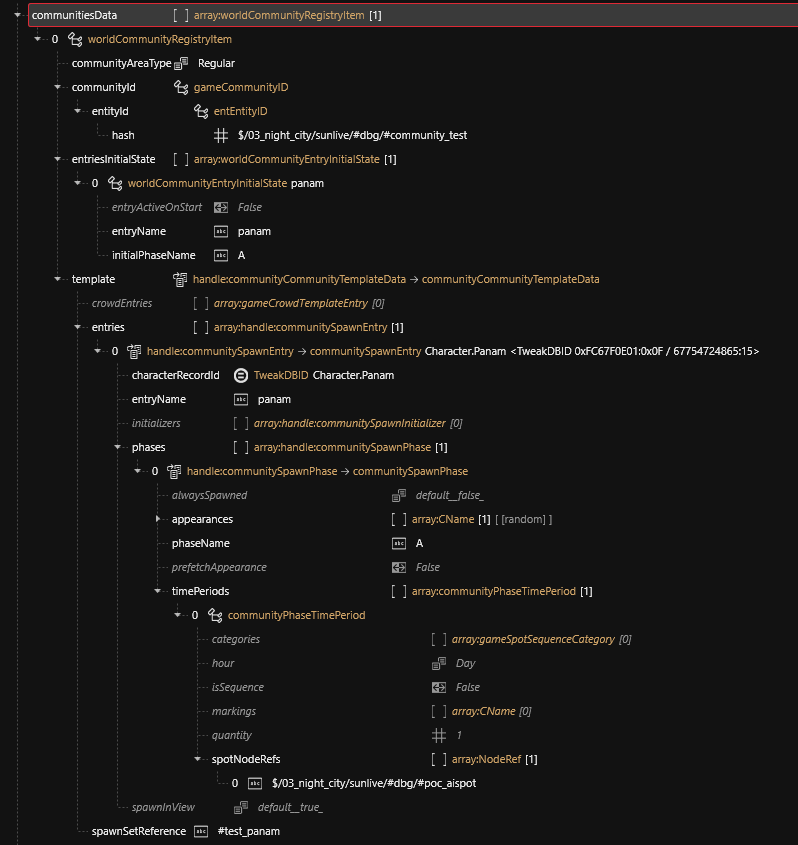 communitiesData [ ] array:worldCommunityRegistryItem [1]
0 worldCommunityRegistryItem
communityAreaType Regular
communityId gameCommunityID
entityId entEntityID
hash $/03_night_city/sunlive/#dbg/#community_test
entriesInitialState [ ] array:worldCommunityEntryInitialState [1]
0 worldCommunityEntryInitialState panam
entryActiveOnStart False
entryName abc panam
initialPhaseName abc A
template handle:communityCommunityTemplateData → communityCommunityTemplateData
crowdEntries [ ] array:gameCrowdTemplateEntry [0]
entries [ ] array:handle:communitySpawnEntry [1]
0 handle:communitySpawnEntry → communitySpawnEntry Character.Panam <TweakDBID 0xFC67F0E01:0x0F / 67754724865:15>
characterRecordId TweakDBID Character.Panam
entryName abc panam
initializers [ ] array:handle:communitySpawnInitializer [0]
phases [ ] array:handle:communitySpawnPhase [1]
0 handle:communitySpawnPhase → communitySpawnPhase
alwaysSpawned default__false_
appearances [ ] array:CName [1] [ [random] ]
phaseName abc A
prefetchAppearance False
timePeriods [ ] array:communityPhaseTimePeriod [1]
0 communityPhaseTimePeriod
categories [ ] array:gameSpotSequenceCategory [0]
hour Day
isSequence False
markings [ ] array:CName [0]
quantity 1
spotNodeRefs [ ] array:NodeRef [1]
0 abc $/03_night_city/sunlive/#dbg/#poc_aispot
spawnInView default__true_
spawnSetReference abc #test_panam